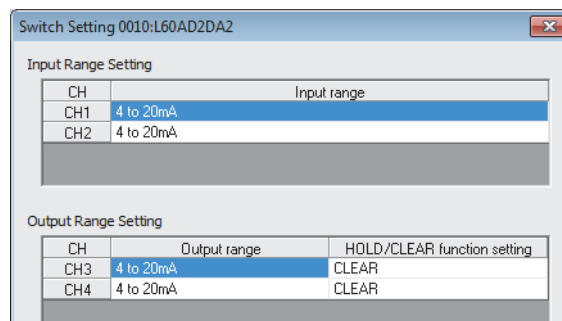 Switch Setting 0010:L60AD2DA2
Input Range Setting
CH Input range
CH1 4 to 20mA
CH2 4 to 20mA
Output Range Setting
CH Output range HOLD/CLEAR function setting
CH3 4 to 20mA CLEAR
CH4 4 to 20mA CLEAR